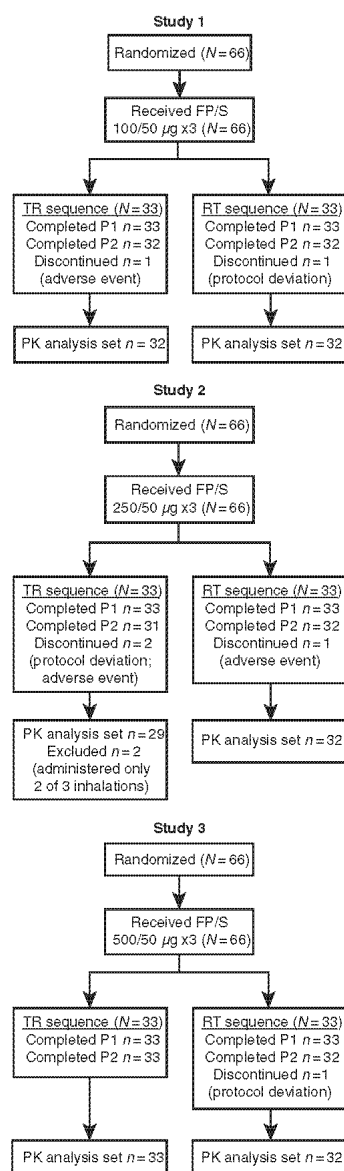 Study 1
Randomized (N=66)
Received FP/S
100/50 µg x3 (N=66)
TR sequence (N=33)
Completed P1 n=33
Completed P2 n=32
Discontinued n=1
(adverse event)
RT sequence (N=33)
Completed P1 n=33
Completed P2 n=32
Discontinued n=1
(protocol deviation)
PK analysis set n=32
PK analysis set n=32
Study 2
Randomized (N=66)
Received FP/S
250/50 µg x3 (N=66)
TR sequence (N=33)
Completed P1 n=33
Completed P2 n=31
Discontinued n=2
(protocol deviation;
adverse event)
RT sequence (N=33)
Completed P1 n=33
Completed P2 n=32
Discontinued n=1
(adverse event)
PK analysis set n=29
Excluded n=2
(administered only
2 of 3 inhalations)
PK analysis set n=32
Study 3
Randomized (N=66)
Received FP/S
500/50 µg x3 (N=66)
TR sequence (N=33)
Completed P1 n=33
Completed P2 n=33
RT sequence (N=33)
Completed P1 n=33
Completed P2 n=32
Discontinued n=1
(protocol deviation)
PK analysis set n=33
PK analysis set n=32